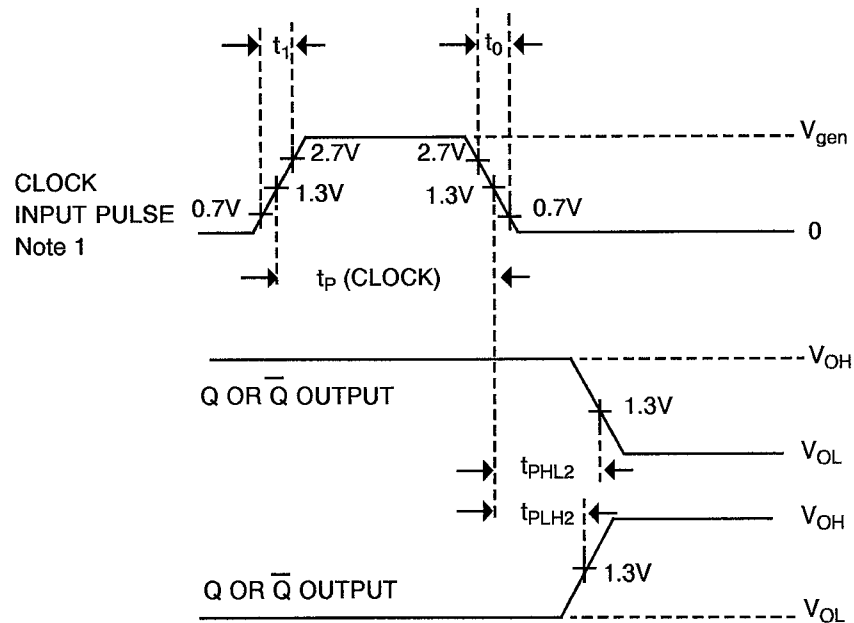 t1
t0
Vgen
2.7V
2.7V
CLOCK
INPUT PULSE
Note 1
1.3V
1.3V
0.7V
0.7V
0
tP (CLOCK)
VOH
Q OR Q̅ OUTPUT
1.3V
VOL
tPHL2
tPLH2
VOH
1.3V
Q OR Q̅ OUTPUT
VOL